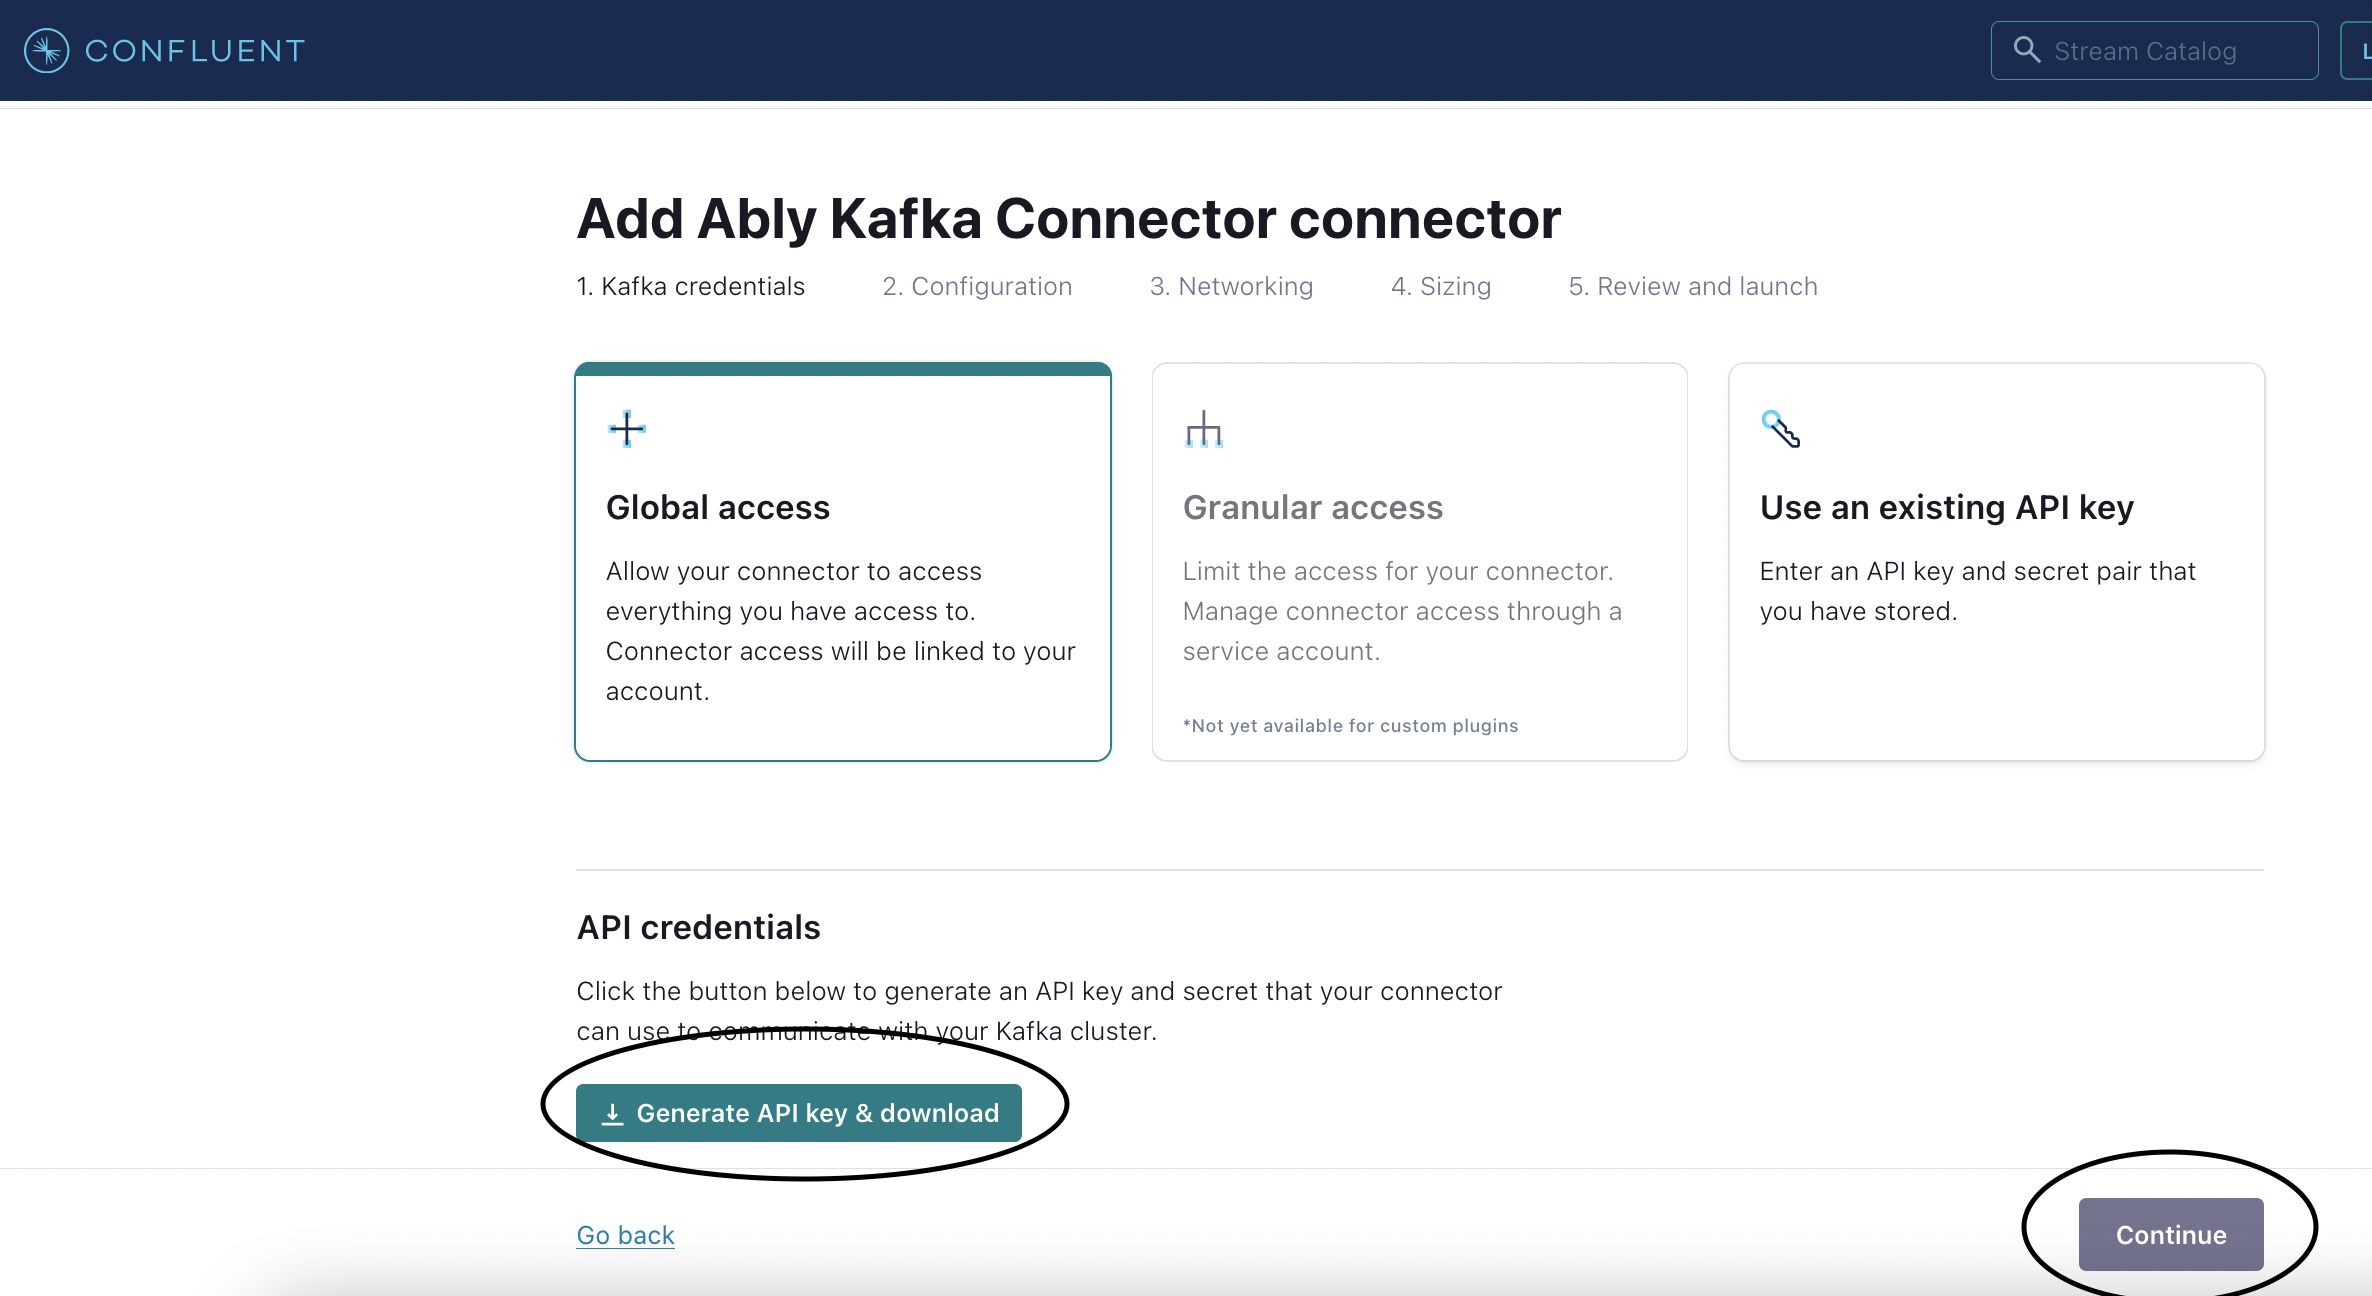 CONFLUENT
Stream Catalog
Add Ably Kafka Connector connector
1. Kafka credentials
2. Configuration
3. Networking
4. Sizing
5. Review and launch
Global access
Allow your connector to access
everything you have access to.
Connector access will be linked to your
account.
Granular access
Limit the access for your connector.
Manage connector access through a
service account.
*Not yet available for custom plugins
Use an existing API key
Enter an API key and secret pair that
you have stored.
API credentials
Click the button below to generate an API key and secret that your connector
can use to communicate with your Kafka cluster.
Generate API key & download
Go back
Continue